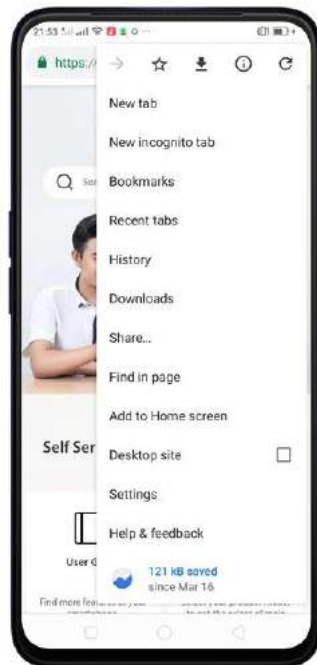 21:53
https:/
New tab
New incognito tab
Bookmarks
Recent tabs
History
Downloads
Share...
Find in page
Add to Home screen
Desktop site
Self Ser
Settings
Help & feedback
User G
121 kB saved
since Mar 16
Find more